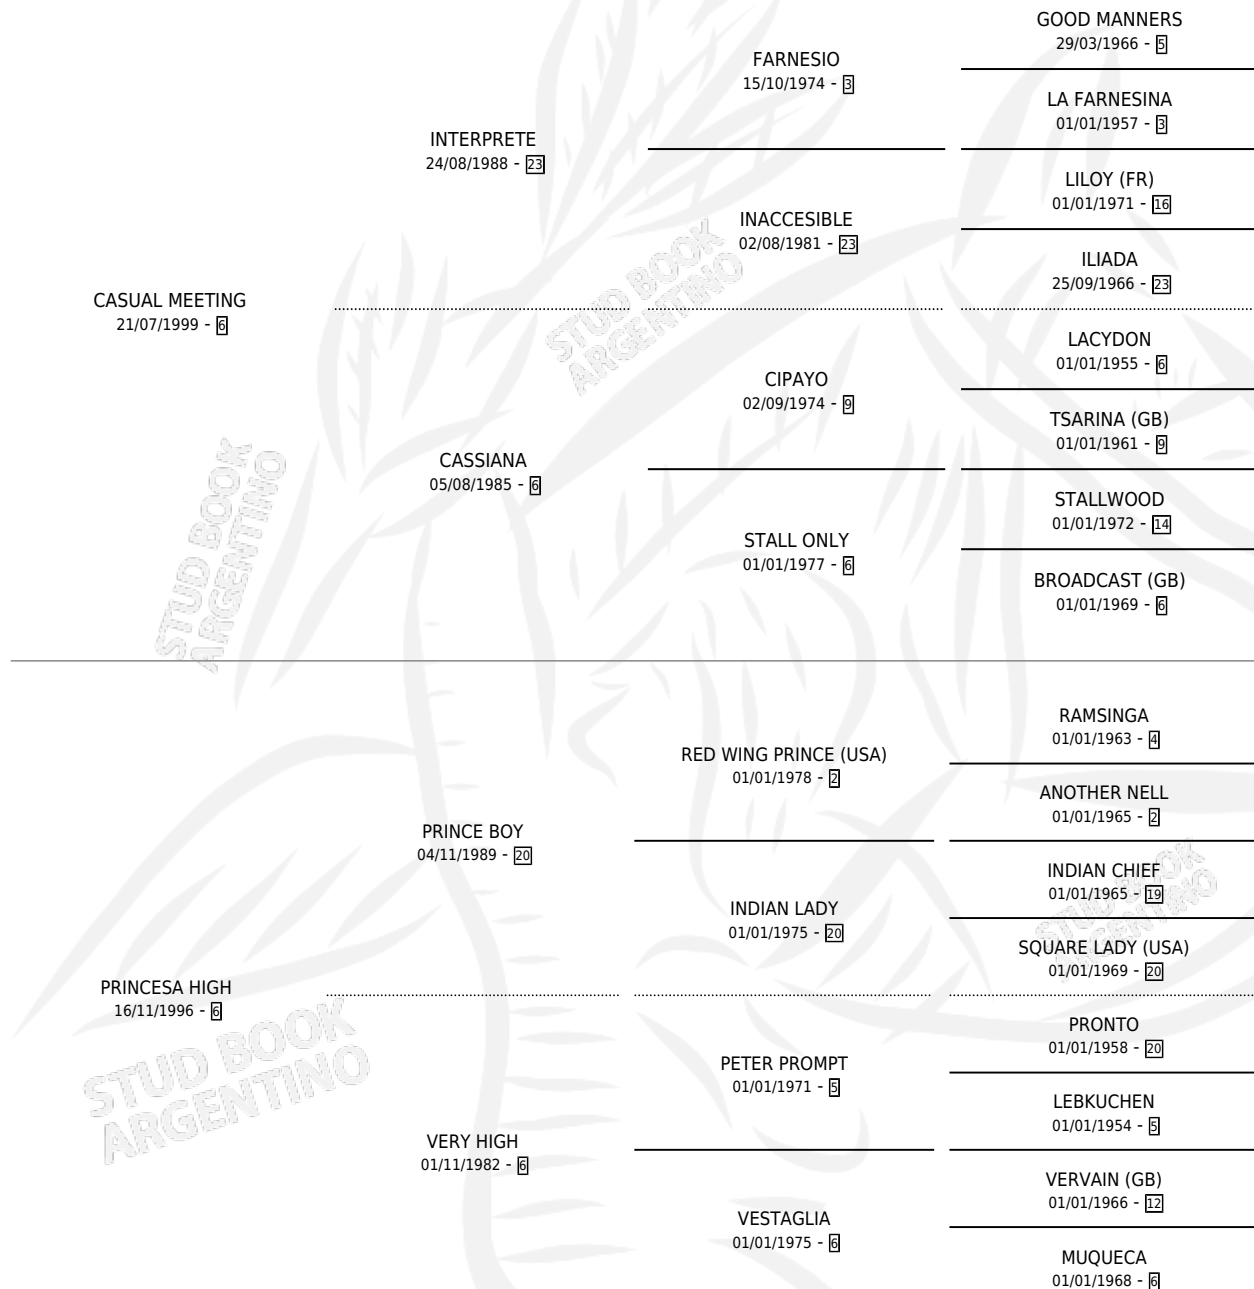 GOOD MANNERS
29/03/1966 - 5
FARNESIO
15/10/1974 - 3
LA FARNESINA
01/01/1957 - 3
INTERPRETE
24/08/1988 - 23
LILOY (FR)
01/01/1971 - 16
INACCESIBLE
02/08/1981 - 23
ILIADA
25/09/1966 - 23
CASUAL MEETING
21/07/1999 - 6
LACYDON
01/01/1955 - 6
CIPAYO
02/09/1974 - 9
TSARINA (GB)
01/01/1961 - 9
CASSIANA
05/08/1985 - 6
STALLWOOD
01/01/1972 - 14
STALL ONLY
01/01/1977 - 6
BROADCAST (GB)
01/01/1969 - 6
RAMSINGA
01/01/1963 - 4
RED WING PRINCE (USA)
01/01/1978 - 2
ANOTHER NELL
01/01/1965 - 2
PRINCE BOY
04/11/1989 - 20
INDIAN CHIEF
01/01/1965 - 19
INDIAN LADY
01/01/1975 - 20
SQUARE LADY (USA)
01/01/1969 - 20
PRINCESA HIGH
16/11/1996 - 6
PRONTO
01/01/1958 - 20
PETER PROMPT
01/01/1971 - 5
LEBKUCHEN
01/01/1954 - 5
VERY HIGH
01/11/1982 - 6
VERVAIN (GB)
01/01/1966 - 12
VESTAGLIA
01/01/1975 - 6
MUQUECA
01/01/1968 - 6
STUD BOOK
ARGENTINO
STUD BOOK
ARGENTINO
STUD BOOK
ARGENTINO
STUD BOOK
ARGENTINO